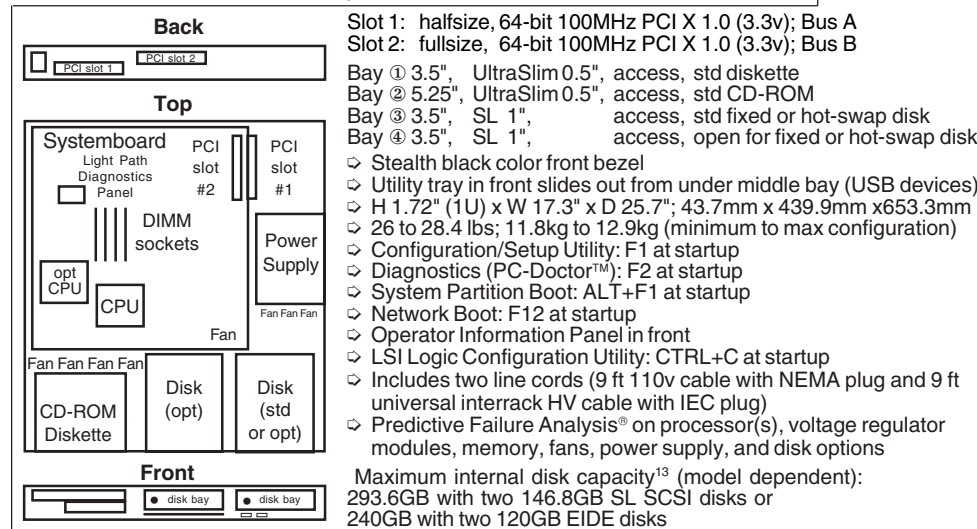 Back
PCI slot 1
PCI slot 2
Top
Systemboard
Light Path
Diagnostics
Panel
PCI
slot
#2
PCI
slot
#1
DIMM
sockets
Power
Supply
opt
CPU
CPU
Fan Fan Fan
Fan
Fan Fan Fan Fan
CD-ROM
Diskette
Disk
(opt)
Disk
(std
or opt)
Front
disk bay
disk bay
Slot 1: halfsize, 64-bit 100MHz PCI X 1.0 (3.3v); Bus A
Slot 2: fullsize, 64-bit 100MHz PCI X 1.0 (3.3v); Bus B
Bay ① 3.5", UltraSlim 0.5", access, std diskette
Bay ② 5.25", UltraSlim 0.5", access, std CD-ROM
Bay ③ 3.5", SL 1", access, std fixed or hot-swap disk
Bay ④ 3.5", SL 1", access, open for fixed or hot-swap disk
➪ Stealth black color front bezel
➪ Utility tray in front slides out from under middle bay (USB devices)
➪ H 1.72" (1U) x W 17.3" x D 25.7"; 43.7mm x 439.9mm x653.3mm
➪ 26 to 28.4 lbs; 11.8kg to 12.9kg (minimum to max configuration)
➪ Configuration/Setup Utility: F1 at startup
➪ Diagnostics (PC-Doctor™): F2 at startup
➪ System Partition Boot: ALT+F1 at startup
➪ Network Boot: F12 at startup
➪ Operator Information Panel in front
➪ LSI Logic Configuration Utility: CTRL+C at startup
➪ Includes two line cords (9 ft 110v cable with NEMA plug and 9 ft
universal interrack HV cable with IEC plug)
➪ Predictive Failure Analysis® on processor(s), voltage regulator
modules, memory, fans, power supply, and disk options
Maximum internal disk capacity¹³ (model dependent):
293.6GB with two 146.8GB SL SCSI disks or
240GB with two 120GB EIDE disks